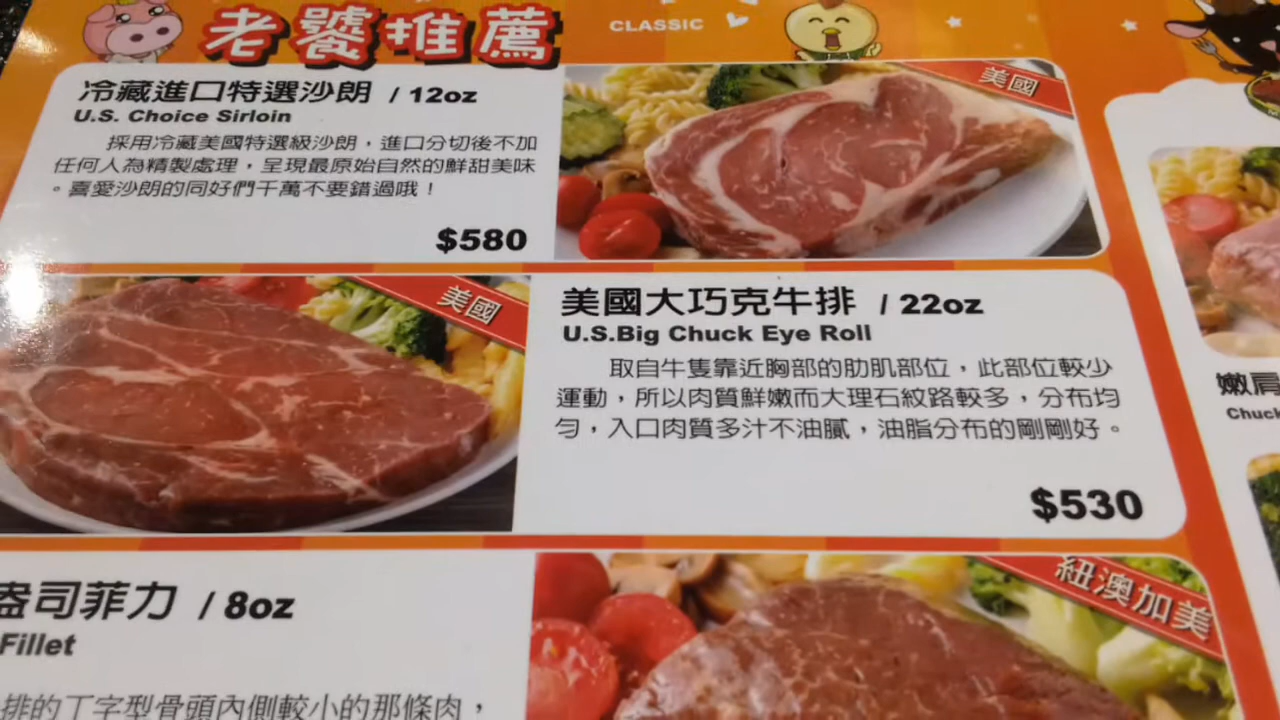 老饕推薦
CLASSIC
冷藏進口特選沙朗 / 12oz
U.S. Choice Sirloin
採用冷藏美國特選級沙朗，進口分切後不加
任何人為精製處理，呈現最原始自然的鮮甜美味
。喜愛沙朗的同好們千萬不要錯過哦！
$580
美國
美國
美國大巧克牛排 / 22oz
U.S.Big Chuck Eye Roll
取自牛隻靠近胸部的肋肌部位，此部位較少
運動，所以肉質鮮嫩而大理石紋路較多，分布均
勻，入口肉質多汁不油膩，油脂分布的剛剛好。
$530
盎司菲力 / 8oz
Fillet
排的丁字型骨頭內側較小的那條肉，
紐澳加美
嫩肩
Chuck